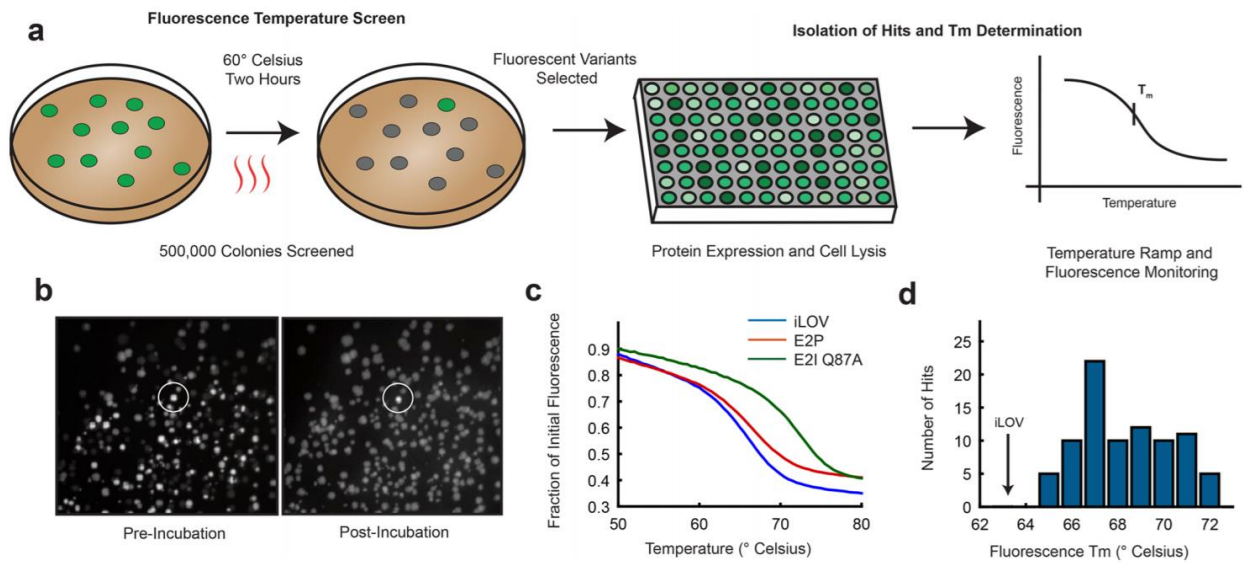 a
Fluorescence Temperature Screen
Isolation of Hits and Tm Determination
60° Celsius
Two Hours
Fluorescent Variants
Selected
Fluorescence
Tm
Temperature
500,000 Colonies Screened
Protein Expression and Cell Lysis
Temperature Ramp and
Fluorescence Monitoring
b
Pre-Incubation
Post-Incubation
c
iLOV
E2P
E2I Q87A
Fraction of Initial Fluorescence
0.9
0.8
0.7
0.6
0.5
0.4
0.3
50
60
70
80
Temperature (° Celsius)
d
Number of Hits
25
20
15
10
5
0
iLOV
62
64
66
68
70
72
Fluorescence Tm (° Celsius)